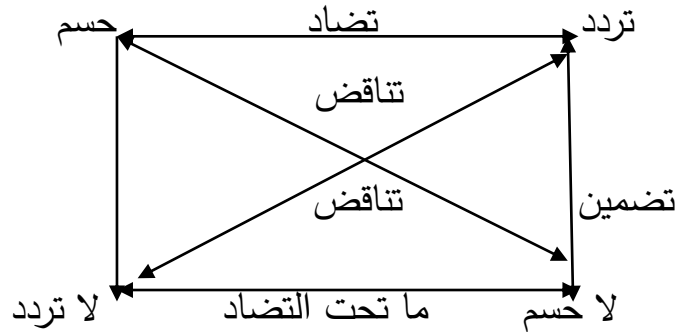 تردد
تضاد
حسم
تناقض
تناقض
تضمين
لا حسم
ما تحت التضاد
لا تردد